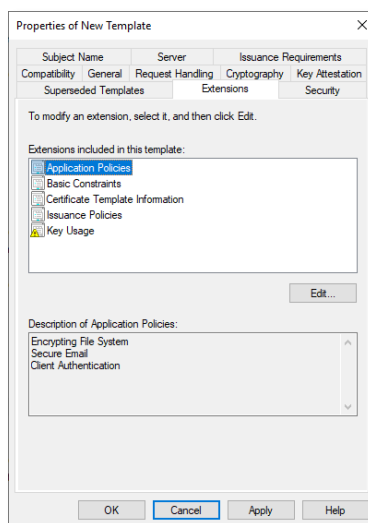 Properties of New Template
Subject Name Server Issuance Requirements
Compatibility General Request Handling Cryptography Key Attestation
Superseded Templates Extensions Security
To modify an extension, select it, and then click Edit.
Extensions included in this template:
Application Policies
Basic Constraints
Certificate Template Information
Issuance Policies
Key Usage
Edit...
Description of Application Policies:
Encrypting File System
Secure Email
Client Authentication
OK Cancel Apply Help